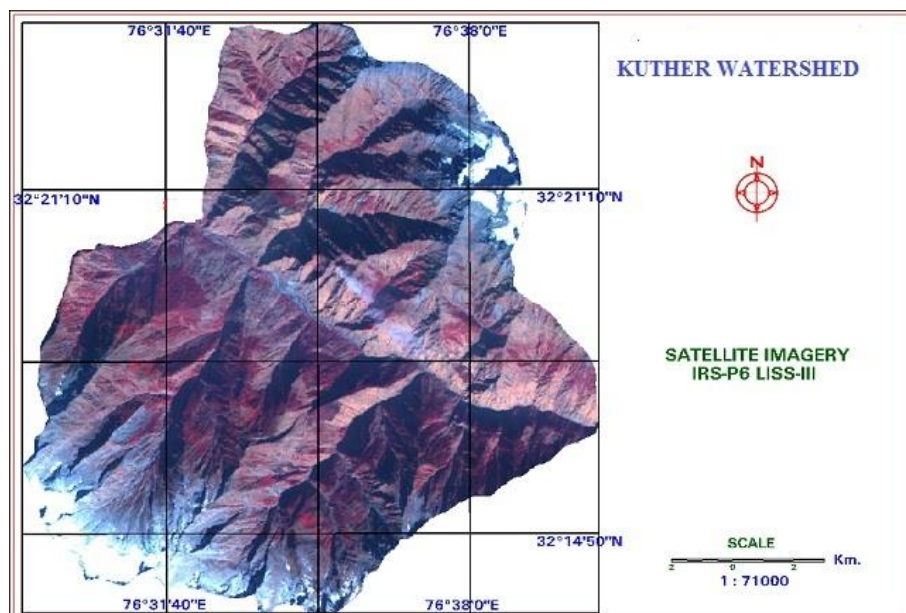 76°31'40"E 76°38'0"E
KUTHER WATERSHED
N
32°21'10"N 32°21'10"N
SATELLITE IMAGERY
IRS-P6 LISS-III
32°14'50"N
SCALE
2 0 2 Km.
1 : 71000
76°31'40"E 76°38'0"E